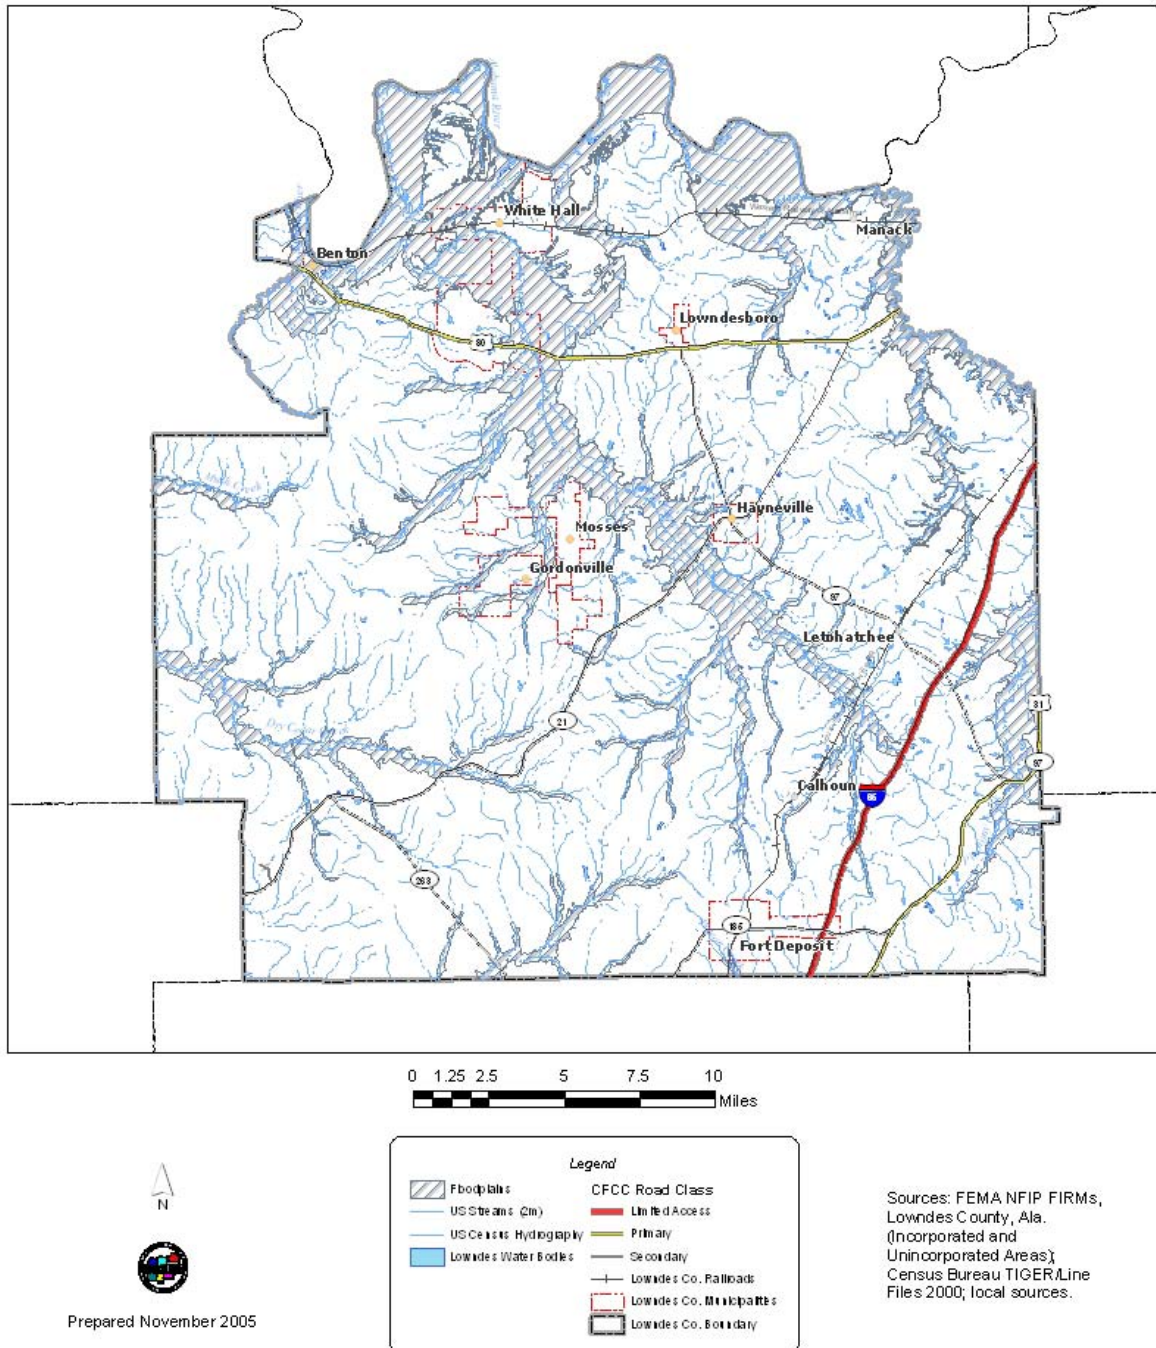 Alabama River
White Hall
Manack
Benton
Lowndesboro
80
Hayneville
Mosses
Gordonville
97
Letohatchee
21
31
97
Calhoun
65
263
185
Fort Deposit
0 1.25 2.5 5 7.5 10
Miles
N
Prepared November 2005
Legend
Floodplains
US Streams (2m)
US Census Hydrography
Lowndes Water Bodies
CFCC Road Class
Limited Access
Primary
Secondary
Lowndes Co. Railroads
Lowndes Co. Municipalities
Lowndes Co. Boundary
Sources: FEMA NFIP FIRMs,
Lowndes County, Ala.
(Incorporated and
Unincorporated Areas);
Census Bureau TIGER/Line
Files 2000; local sources.